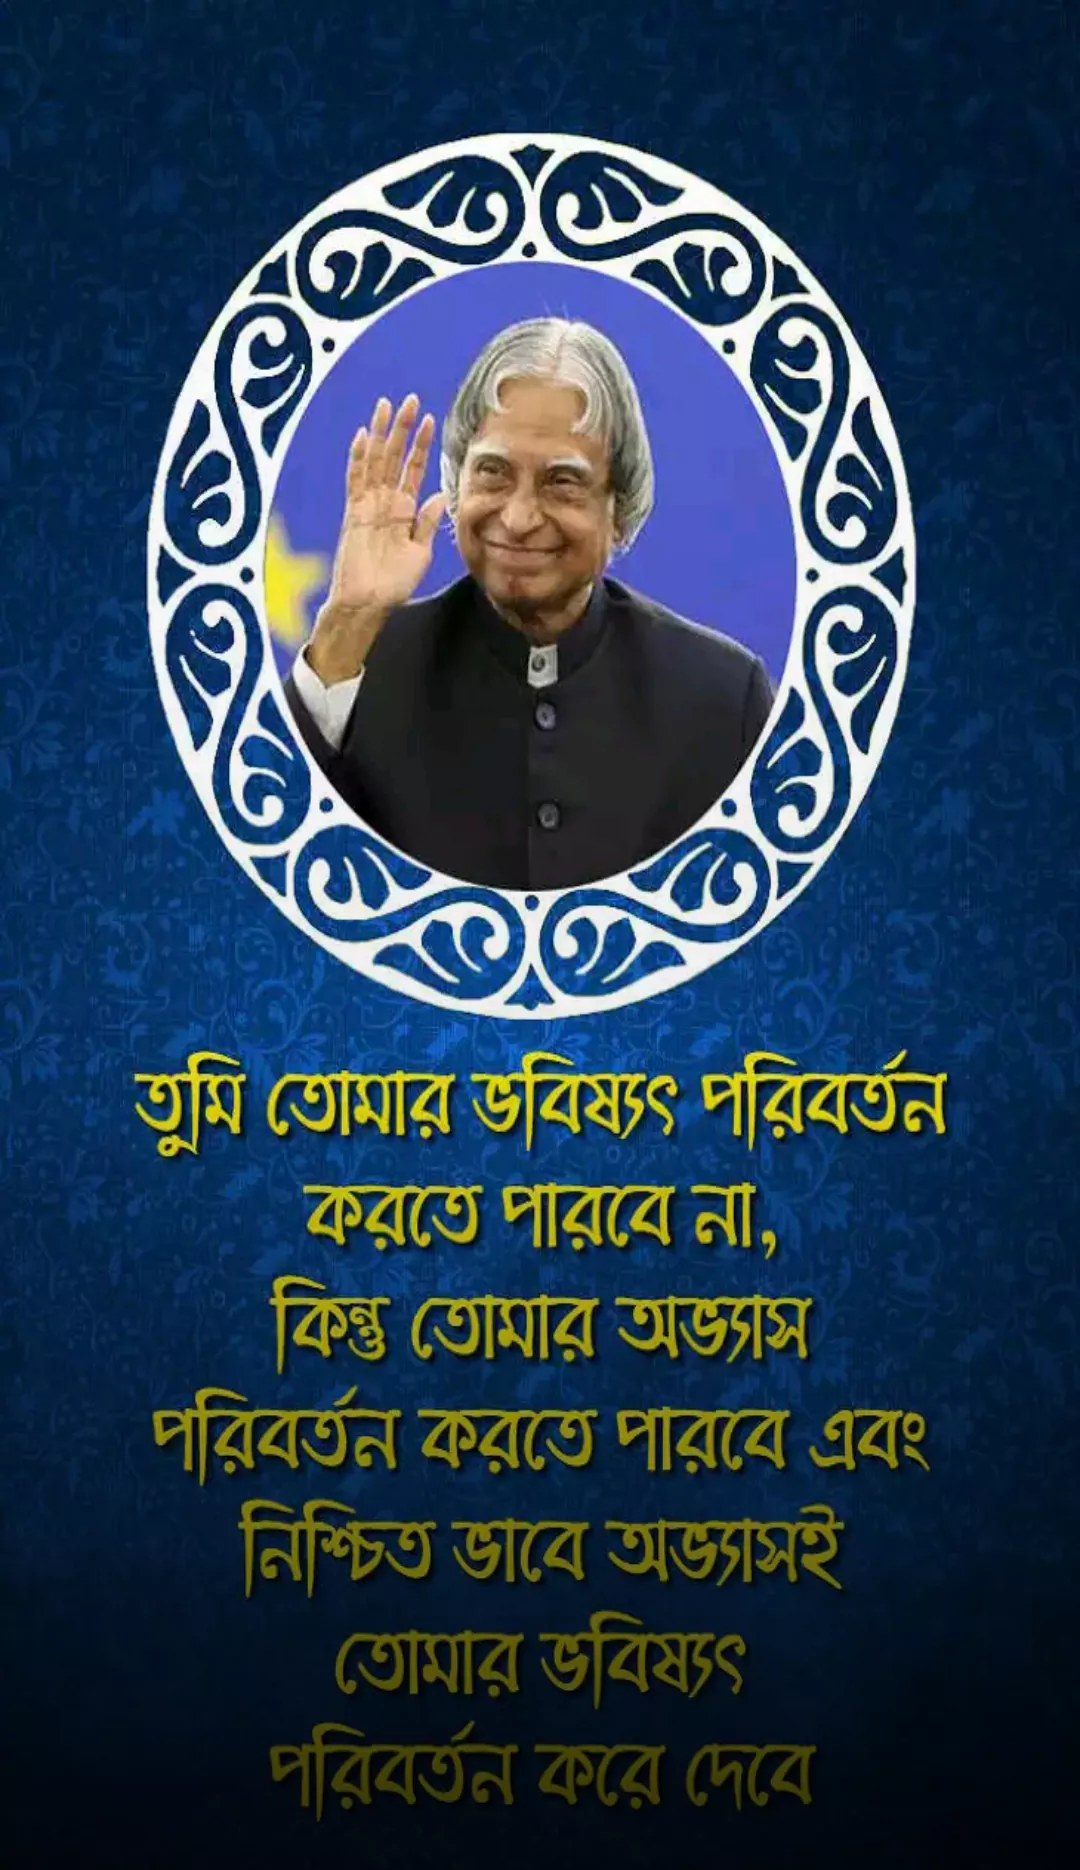 তুমি তোমার ভবিষ্যৎ পরিবর্তন
করতে পারবে না,
কিন্তু তোমার অভ্যাস
পরিবর্তন করতে পারবে এবং
নিশ্চিত ভাবে অভ্যাসই
তোমার ভবিষ্যৎ
পরিবর্তন করে দেবে